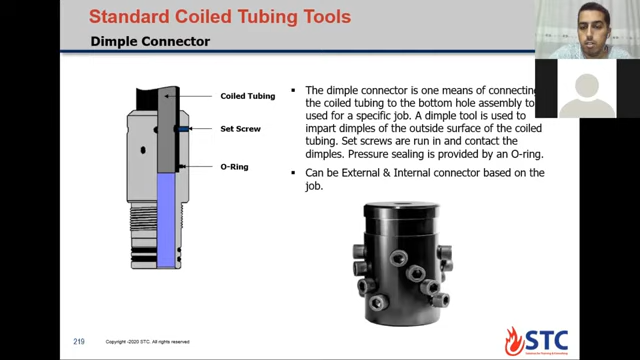 Standard Coiled Tubing Tools
Dimple Connector
Coiled Tubing
Set Screw
O-Ring
▪ The dimple connector is one means of connecting
the coiled tubing to the bottom hole assembly to
used for a specific job. A dimple tool is used to
impart dimples of the outside surface of the coiled
tubing. Set screws are run in and contact the
dimples. Pressure sealing is provided by an O-ring.
▪ Can be External & Internal connector based on the
job.
219
Copyright -2020 STC. All rights reserved
STC